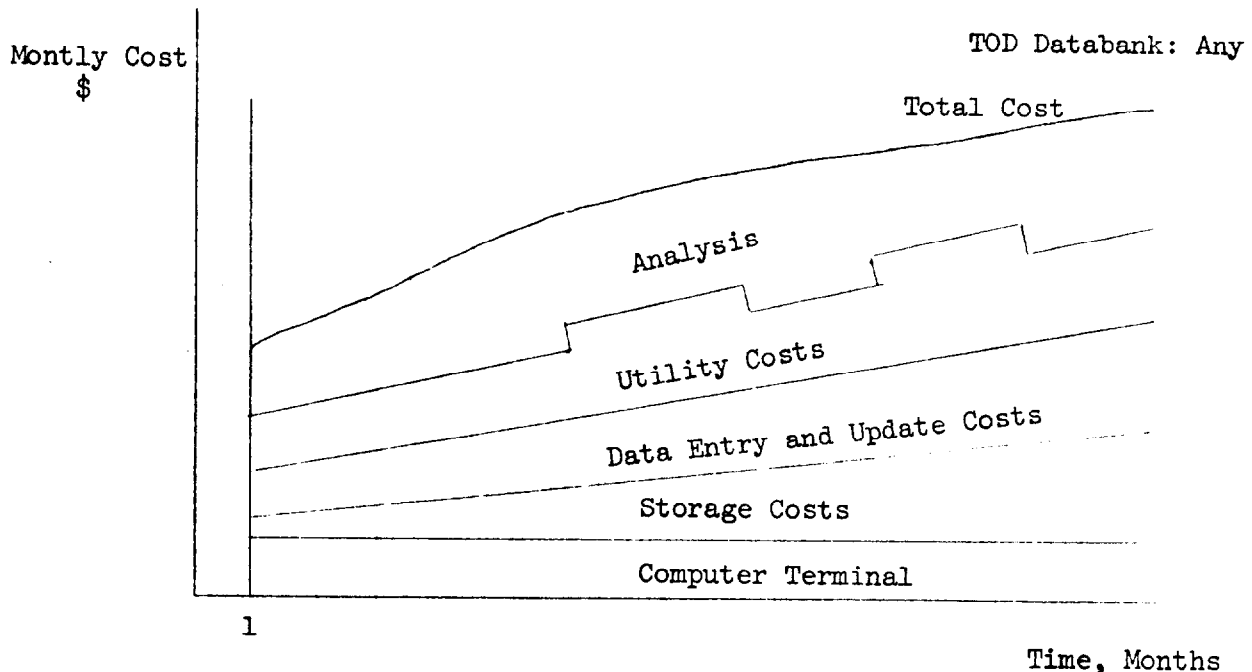 TOD Databank: Any
Montly Cost
$
Total Cost
Analysis
Utility Costs
Data Entry and Update Costs
Storage Costs
Computer Terminal
1
Time, Months